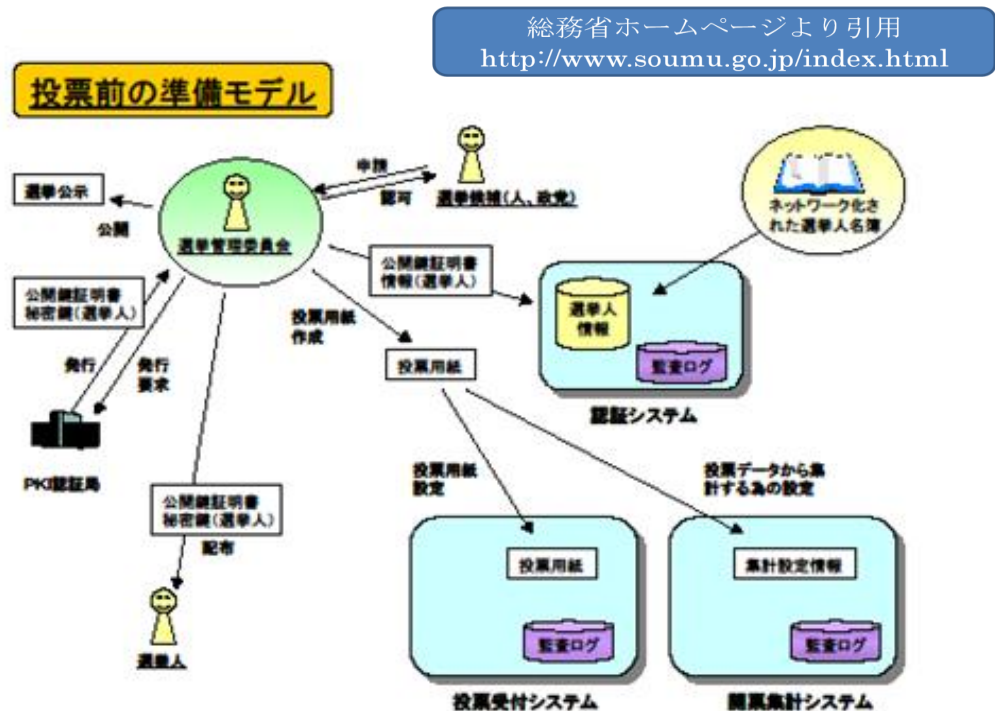 総務省ホームページより引用
http://www.soumu.go.jp/index.html
投票前の準備モデル
選挙公示
公開
選挙管理委員会
申請
認可
選挙候補(人、政党)
ネットワーク化さ
れた選挙人名簿
公開鍵証明書
情報(選挙人)
選挙人
情報
監査ログ
認証システム
公開鍵証明書
秘密鍵(選挙人)
発行
発行
要求
PKI認証局
投票用紙
作成
投票用紙
公開鍵証明書
秘密鍵(選挙人)
配布
選挙人
投票用紙
設定
投票データから集
計する為の設定
投票用紙
監査ログ
投票受付システム
集計設定情報
監査ログ
開票集計システム